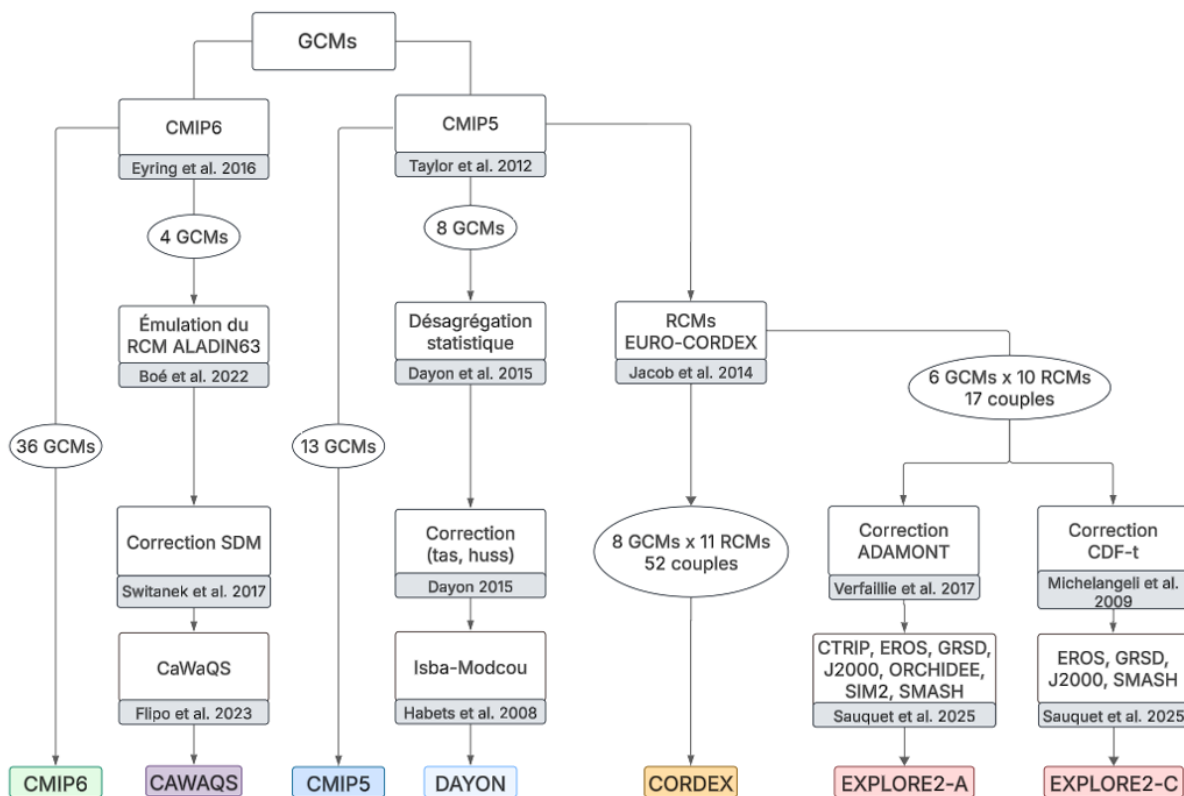 GCMs
CMIP6
Eyring et al. 2016
CMIP5
Taylor et al. 2012
4 GCMs
8 GCMs
Émulation du
RCM ALADIN63
Boé et al. 2022
Désagrégation
statistique
Dayon et al. 2015
RCMs
EURO-CORDEX
Jacob et al. 2014
6 GCMs x 10 RCMs
17 couples
36 GCMs
13 GCMs
Correction SDM
Switanek et al. 2017
Correction
(tas, huss)
Dayon 2015
8 GCMs x 11 RCMs
52 couples
Correction
ADAMONT
Verfaillie et al. 2017
Correction
CDF-t
Michelangeli et al.
2009
CaWaQS
Flipo et al. 2023
Isba-Modcou
Habets et al. 2008
CTRIP, EROS, GRSD,
J2000, ORCHIDEE,
SIM2, SMASH
Sauquet et al. 2025
EROS, GRSD,
J2000, SMASH
Sauquet et al. 2025
CMIP6
CAWAQS
CMIP5
DAYON
CORDEX
EXPLORE2-A
EXPLORE2-C